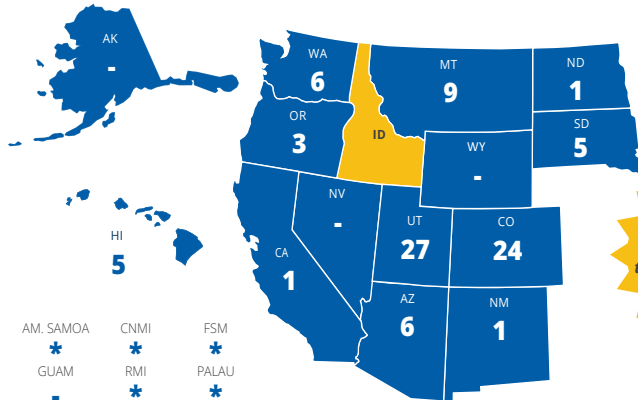 AK
-
WA
6
MT
9
ND
1
OR
3
ID
SD
5
WY
-
NV
-
HI
5
UT
27
CO
24
CA
1
AZ
6
NM
1
AM. SAMOA CNMI FSM
* * *
GUAM RMI PALAU
- * *